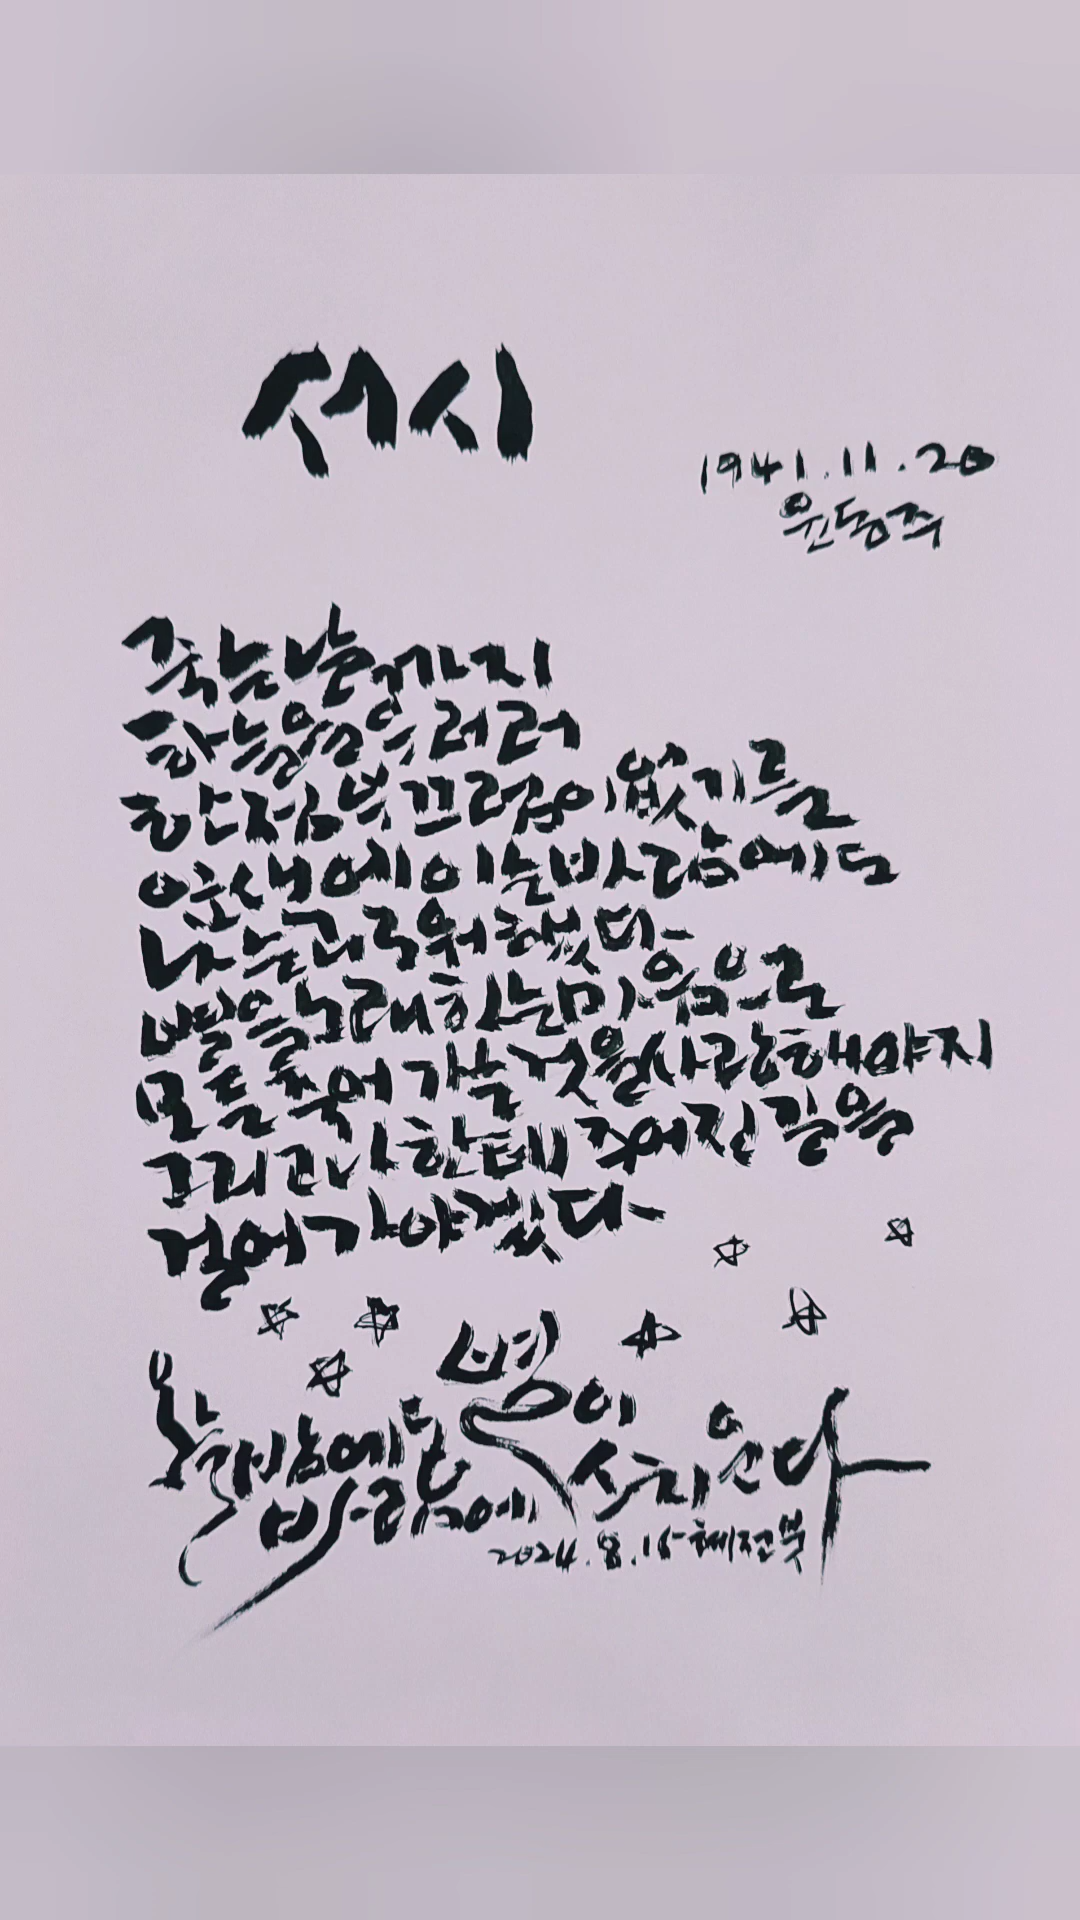 서시
1941.11.20
윤동주
죽는 날까지
하늘을 우러러
한점 부끄럼이 없기를
잎새에 이는 바람에도
나는 괴로워 했다
별을 노래하는 마음으로
모든 죽어가는 것을 사랑해야지
그리고 나한테 주어진 길을
걸어가야겠다
오늘 밤에도 별이
바람에 스치운다
2024.8.15